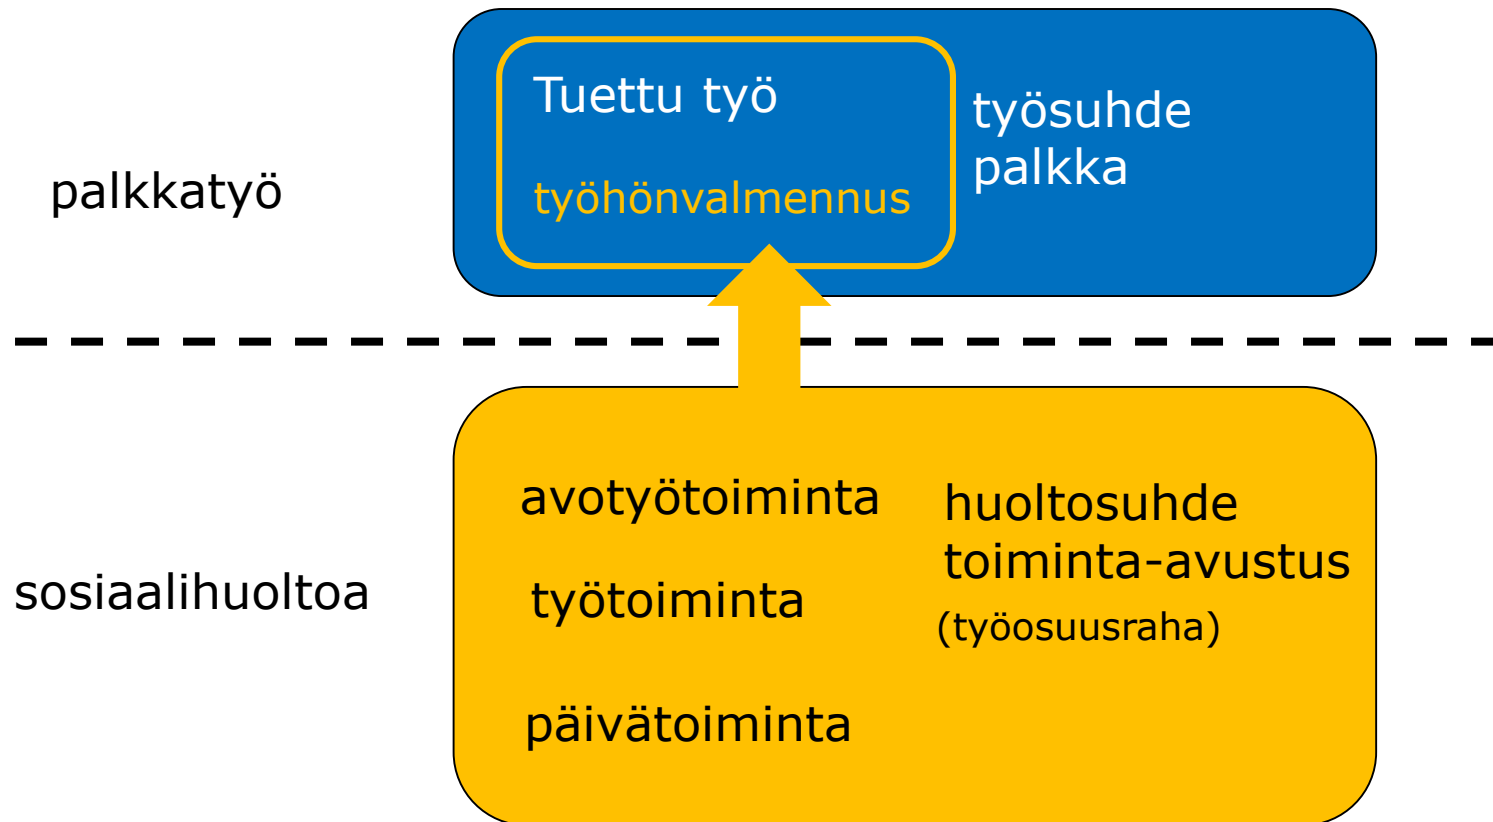 palkkatyö
Tuettu työ
työhönvalmennus
työsuhde
palkka
sosiaalihuoltoa
avotyötoiminta
työtoiminta
päivätoiminta
huoltosuhde
toiminta-avustus
(työosuusraha)